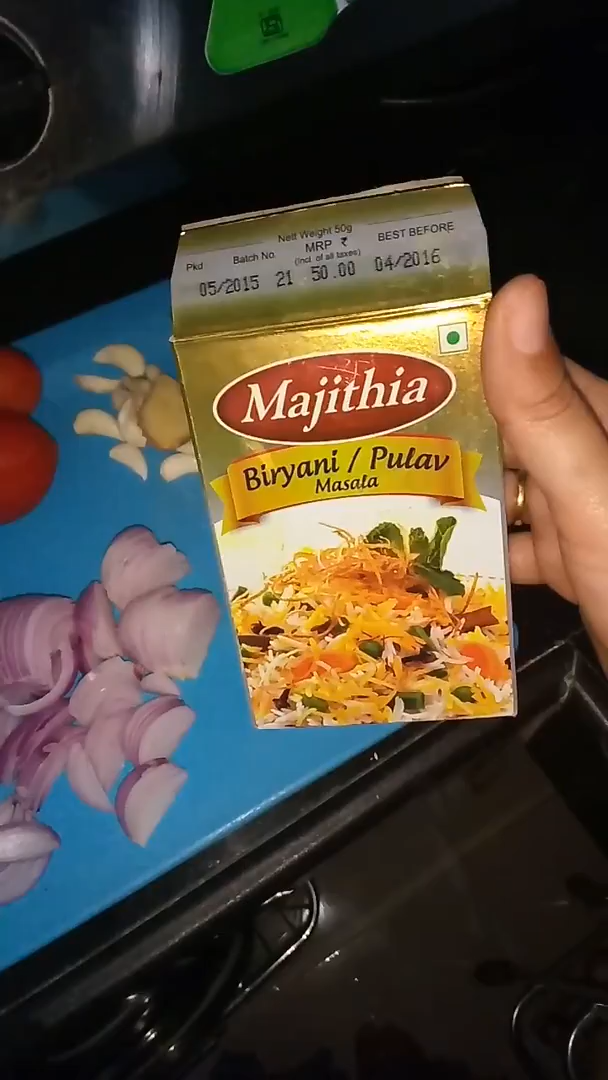 Nett Weight 50g
Pkd Batch No. MRP ₹ BEST BEFORE
(Incl. of all taxes)
05/2015 21 50.00 04/2016
Majithia
Biryani / Pulav
Masala